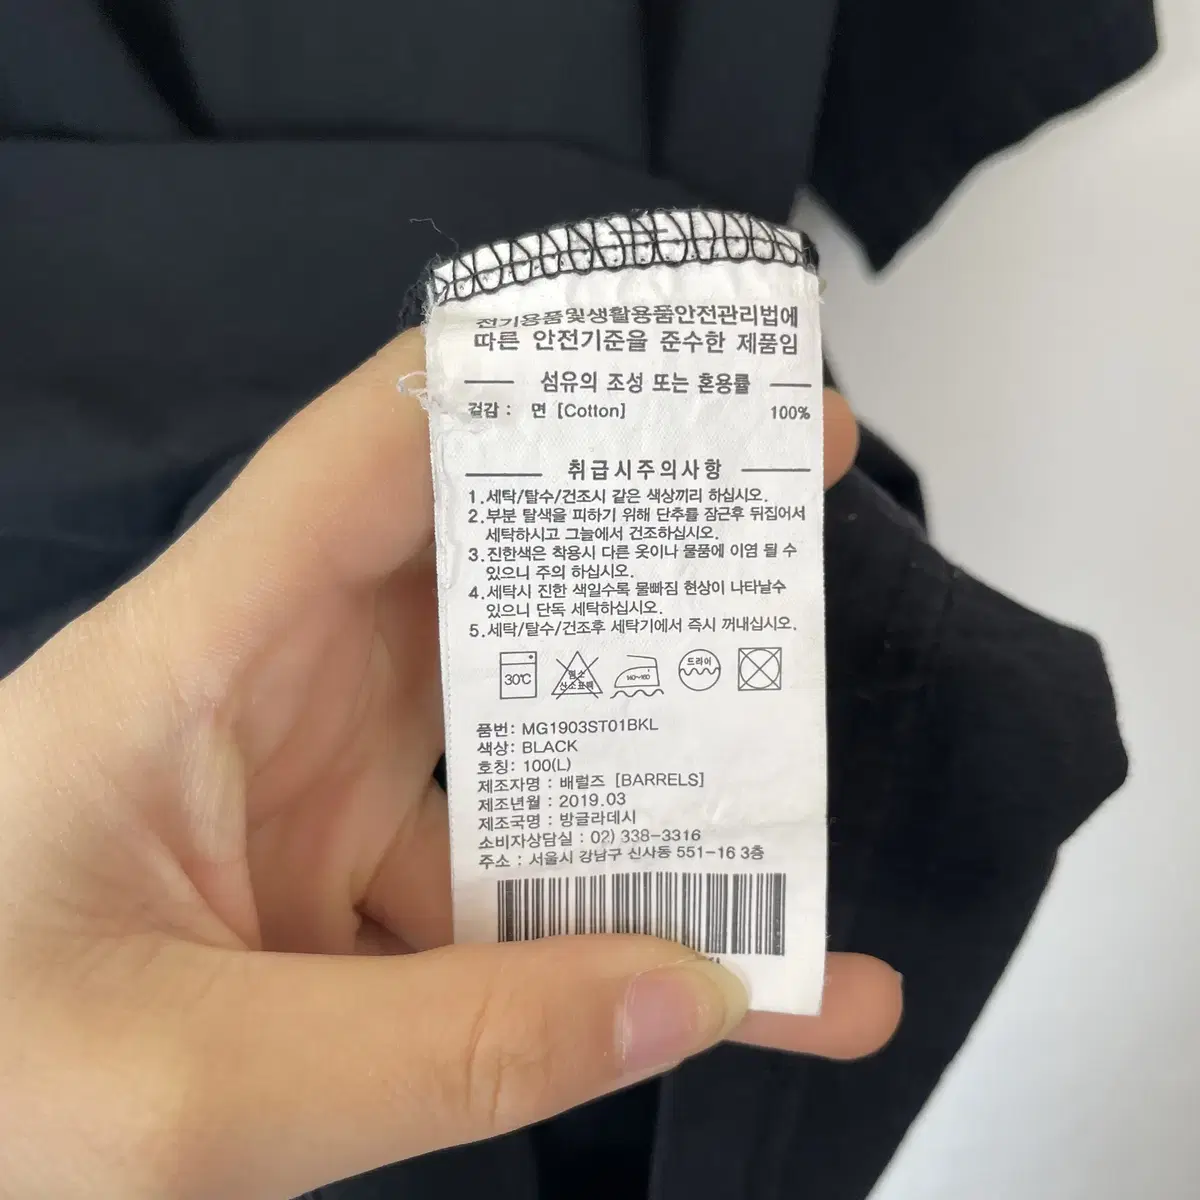 전기용품및생활용품안전관리법에
따른 안전기준을 준수한 제품임
섬유의 조성 또는 혼용률
겉감 : 면 [Cotton] 100%
취급시주의사항
1.세탁/탈수/건조시 같은 색상끼리 하십시오.
2.부분 탈색을 피하기 위해 단추를 잠근후 뒤집어서
세탁하시고 그늘에서 건조하십시오.
3.진한색은 착용시 다른 옷이나 물품에 이염 될 수
있으니 주의 하십시오.
4.세탁시 진한 색일수록 물빠짐 현상이 나타날수
있으니 단독 세탁하십시오.
5.세탁/탈수/건조후 세탁기에서 즉시 꺼내십시오.
30℃ 염소 드라이
산소표백 140~160
품번: MG1903ST01BKL
색상: BLACK
호칭: 100(L)
제조자명 : 배럴즈 [BARRELS]
제조년월 : 2019.03
제조국명 : 방글라데시
소비자상담실 : 02) 338-3316
주소 : 서울시 강남구 신사동 551-16 3층